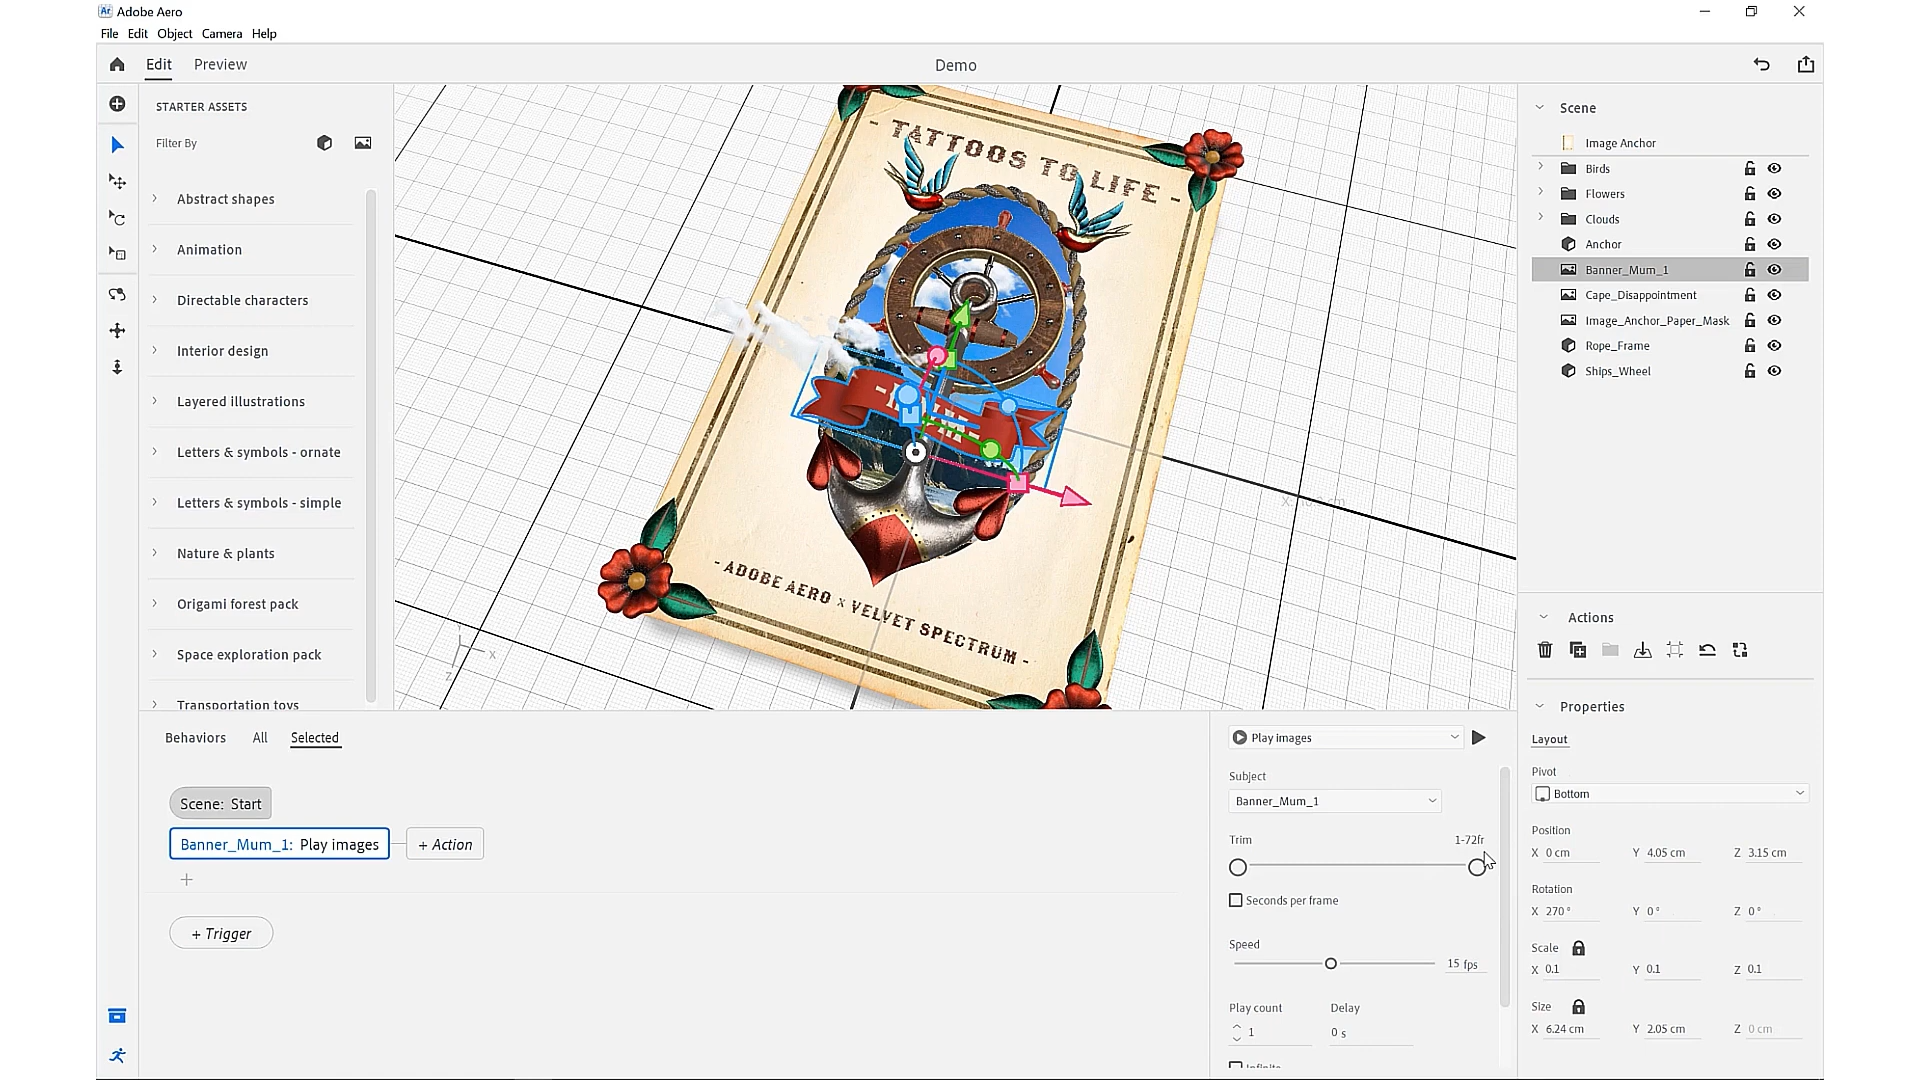 Adobe Aero
File Edit Object Camera Help
Edit Preview Demo
STARTER ASSETS
Filter By
Abstract shapes
Animation
Directable characters
Interior design
Layered illustrations
Letters & symbols - ornate
Letters & symbols - simple
Nature & plants
Origami forest pack
Space exploration pack
Transportation toys
- TATTOOS TO LIFE -
- ADOBE AERO x VELVET SPECTRUM -
X
Z
Scene
Image Anchor
Birds
Flowers
Clouds
Anchor
Banner_Mum_1
Cape_Disappointment
Image_Anchor_Paper_Mask
Rope_Frame
Ships_Wheel
Actions
Properties
Layout
Pivot
Bottom
Position
X 0 cm Y 4.05 cm Z 3.15 cm
Rotation
X 270° Y 0° Z 0°
Scale
X 0.1 Y 0.1 Z 0.1
Size
X 6.24 cm Y 2.05 cm Z 0 cm
Behaviors All Selected
Scene: Start
Banner_Mum_1: Play images + Action
+
+ Trigger
Play images
Subject
Banner_Mum_1
Trim 1-72fr
Seconds per frame
Speed
15 fps
Play count Delay
1 0 s
Infinite